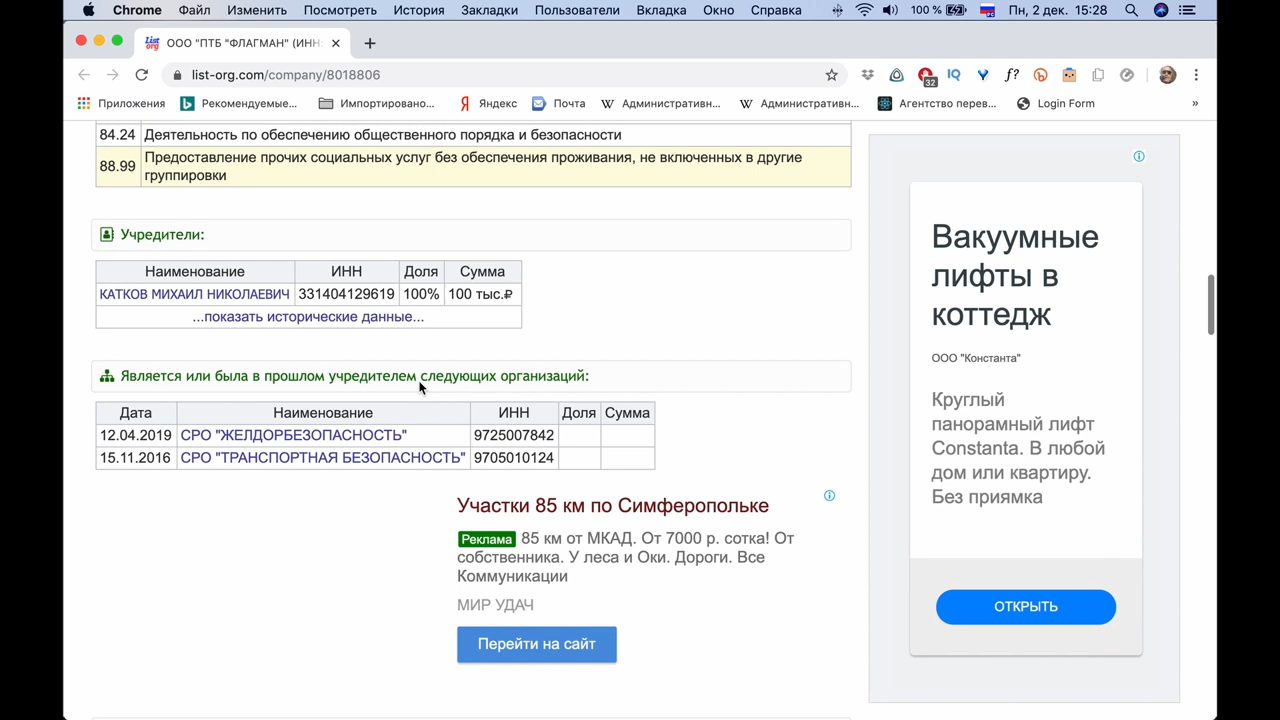 Chrome Файл Изменить Посмотреть История Закладки Пользователи Вкладка Окно Справка 100 % Пн, 2 дек. 15:28
List org ООО "ПТБ "ФЛАГМАН" (ИНН:
list-org.com/company/8018806 32 IQ f?
Приложения Рекомендуемые... Импортировано... Яндекс Почта Административн... Административн... Агентство перев... Login Form »
84.24 Деятельность по обеспечению общественного порядка и безопасности
88.99 Предоставление прочих социальных услуг без обеспечения проживания, не включенных в другие
группировки
Учредители:
Наименование ИНН Доля Сумма
КАТКОВ МИХАИЛ НИКОЛАЕВИЧ 331404129619 100% 100 тыс.₽
...показать исторические данные...
Является или была в прошлом учредителем следующих организаций:
Дата Наименование ИНН Доля Сумма
12.04.2019 СРО "ЖЕЛДОРБЕЗОПАСНОСТЬ" 9725007842
15.11.2016 СРО "ТРАНСПОРТНАЯ БЕЗОПАСНОСТЬ" 9705010124
Участки 85 км по Симферопольке
Реклама 85 км от МКАД. От 7000 р. сотка! От
собственника. У леса и Оки. Дороги. Все
Коммуникации
МИР УДАЧ
Перейти на сайт
Вакуумные
лифты в
коттедж
ООО "Константа"
Круглый
панорамный лифт
Constanta. В любой
дом или квартиру.
Без приямка
ОТКРЫТЬ